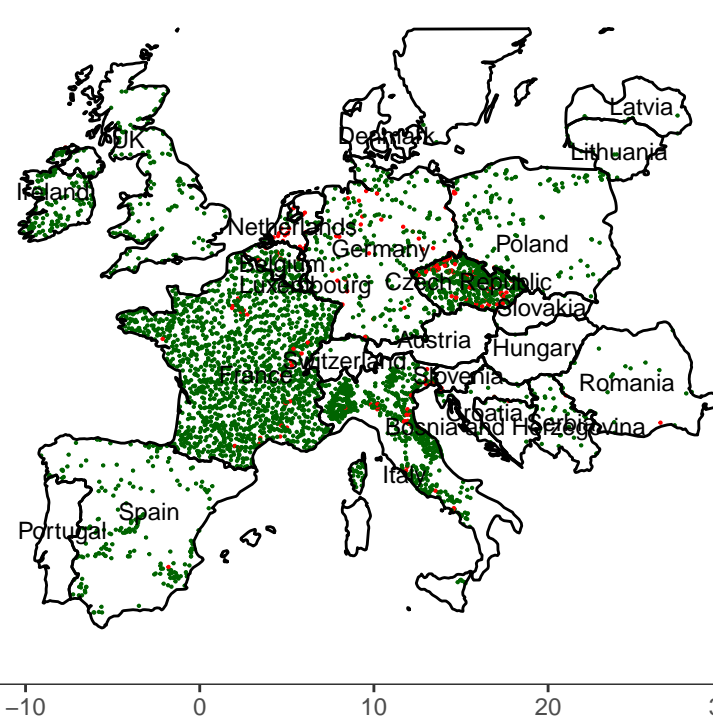 Latvia
UK
Denmark
Lithuania
Ireland
Netherlands
Poland
Germany
Belgium
Czech Republic
Luxembourg
Slovakia
Austria
Hungary
Switzerland
France
Slovenia
Romania
Croatia
Serbia
Bosnia and Herzegovina
Italy
Spain
Portugal
−10
0
10
20